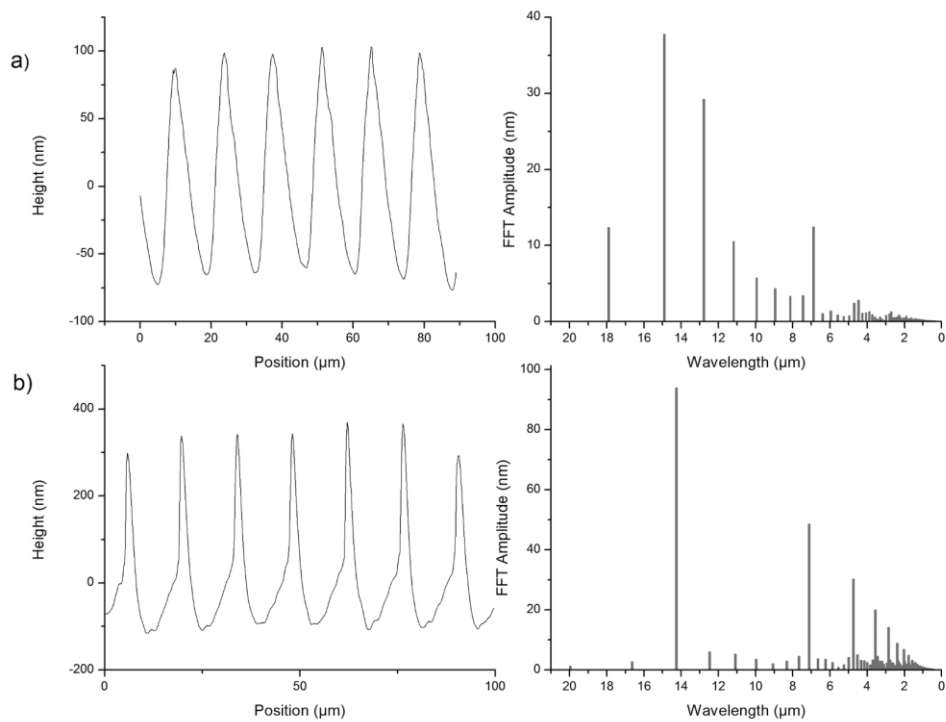 a)
Height (nm)
100
50
0
-50
-100
0 20 40 60 80 100
Position (µm)
FFT Amplitude (nm)
40
30
20
10
0
20 18 16 14 12 10 8 6 4 2 0
Wavelength (µm)
b)
Height (nm)
400
200
0
-200
0 50 100
Position (µm)
FFT Amplitude (nm)
100
80
60
40
20
0
20 18 16 14 12 10 8 6 4 2 0
Wavelength (µm)